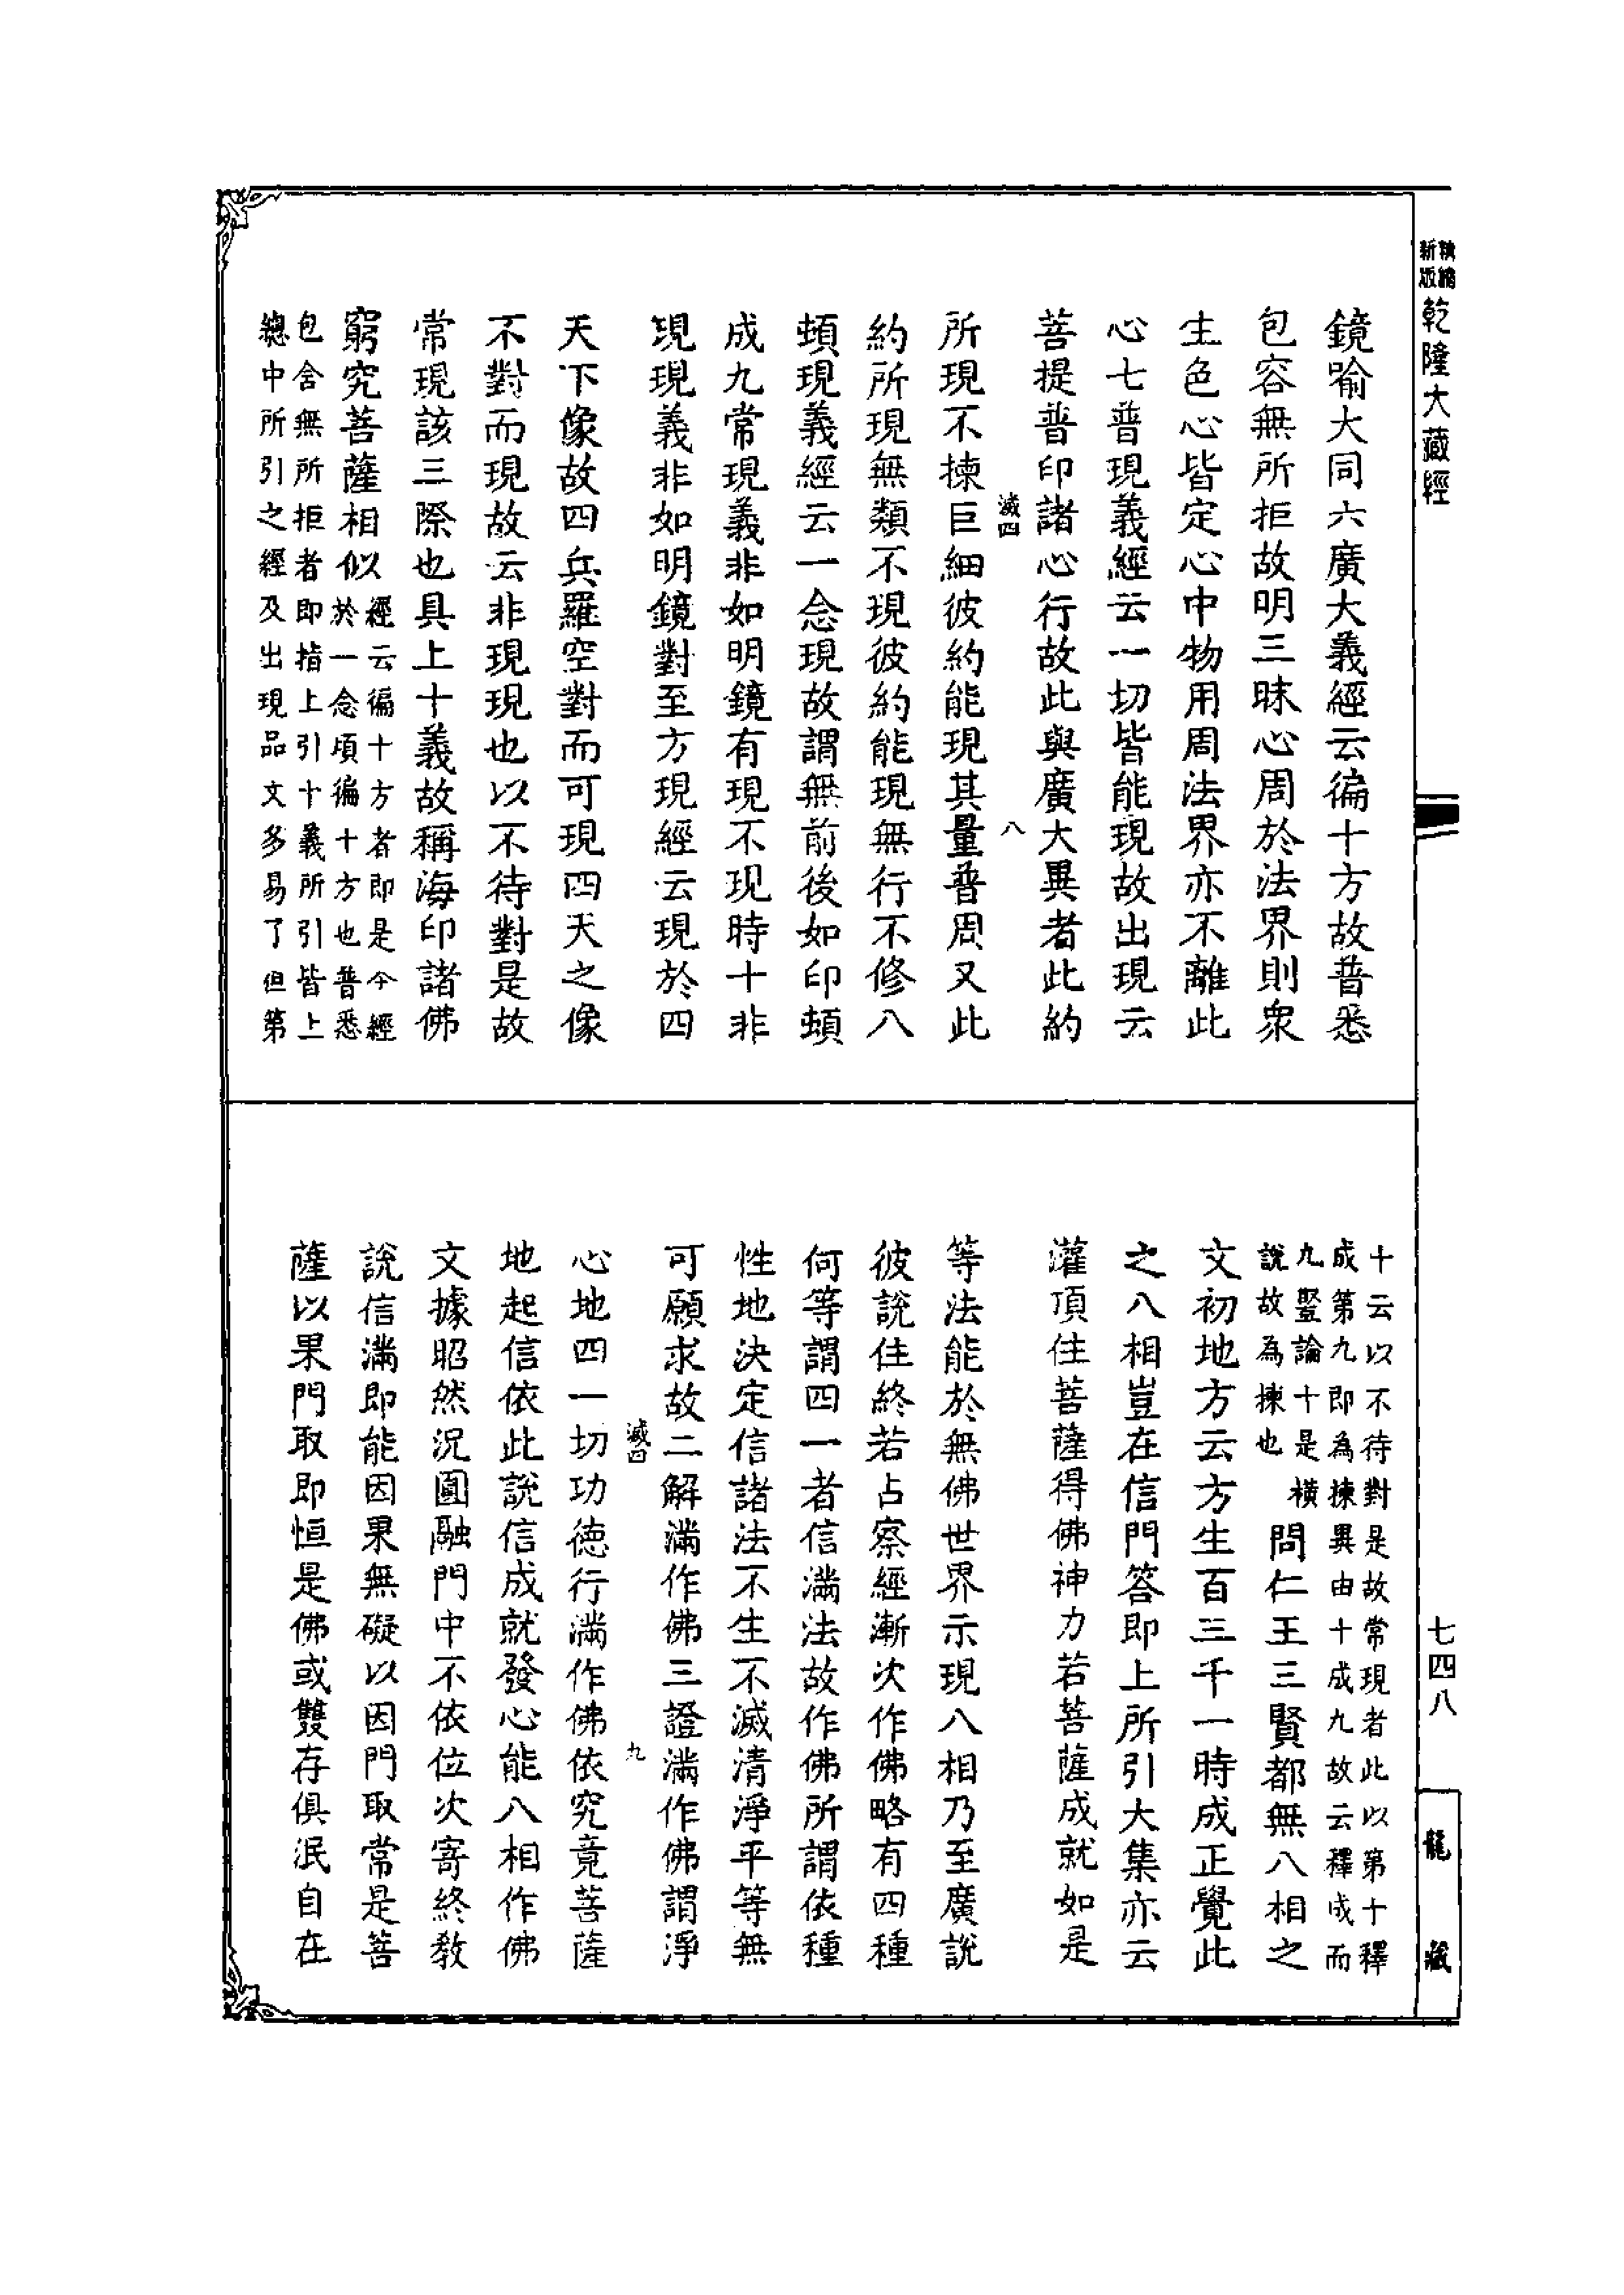 新版
精縮
乾隆大藏經
鏡喻大同六廣大義經云徧十方故普悉
包容無所拒故明三昧心周於法界則衆
生色心皆定心中物用周法界亦不離此
心七普現義經云一切皆能現故出現云
菩提普印諸心行故此與廣大異者此約
滅四
八
所現不揀巨細彼約能現其量普周又此
約所現無類不現彼約能現無行不修八
頓現義經云一念現故謂無前後如印頓
成九常現義非如明鏡有現不現時十非
現現義非如明鏡對至方現經云現於四
天下像故四兵羅空對而可現四天之像
不對而現故云非現現也以不待對是故
常現該三際也具上十義故稱海印諸佛
窮究菩薩相似
經云徧十方者即是今經
於一念頃徧十方也普悉
包含無所拒者即指上引十義所引皆上
總中所引之經及出現品文多易了但第
十云以不待對是故常現者此以第十釋
成第九即為揀異由十成九故云釋成而
九豎論十是橫
說故為揀也
問仁王三賢都無八相之
文初地方云方生百三千一時成正覺此
之八相豈在信門答即上所引大集亦云
灌頂住菩薩得佛神力若菩薩成就如是
等法能於無佛世界示現八相乃至廣說
彼說住終若占察經漸次作佛略有四種
何等謂四一者信滿法故作佛所謂依種
性地決定信諸法不生不滅清淨平等無
可願求故二解滿作佛三證滿作佛謂淨
滅四
九
心地四一切功德行滿作佛依究竟菩薩
地起信依此說信成就發心能八相作佛
文據昭然況圓融門中不依位次寄終教
說信滿即能因果無礙以因門取常是菩
薩以果門取即恒是佛或雙存俱泯自在
七四八
龍藏